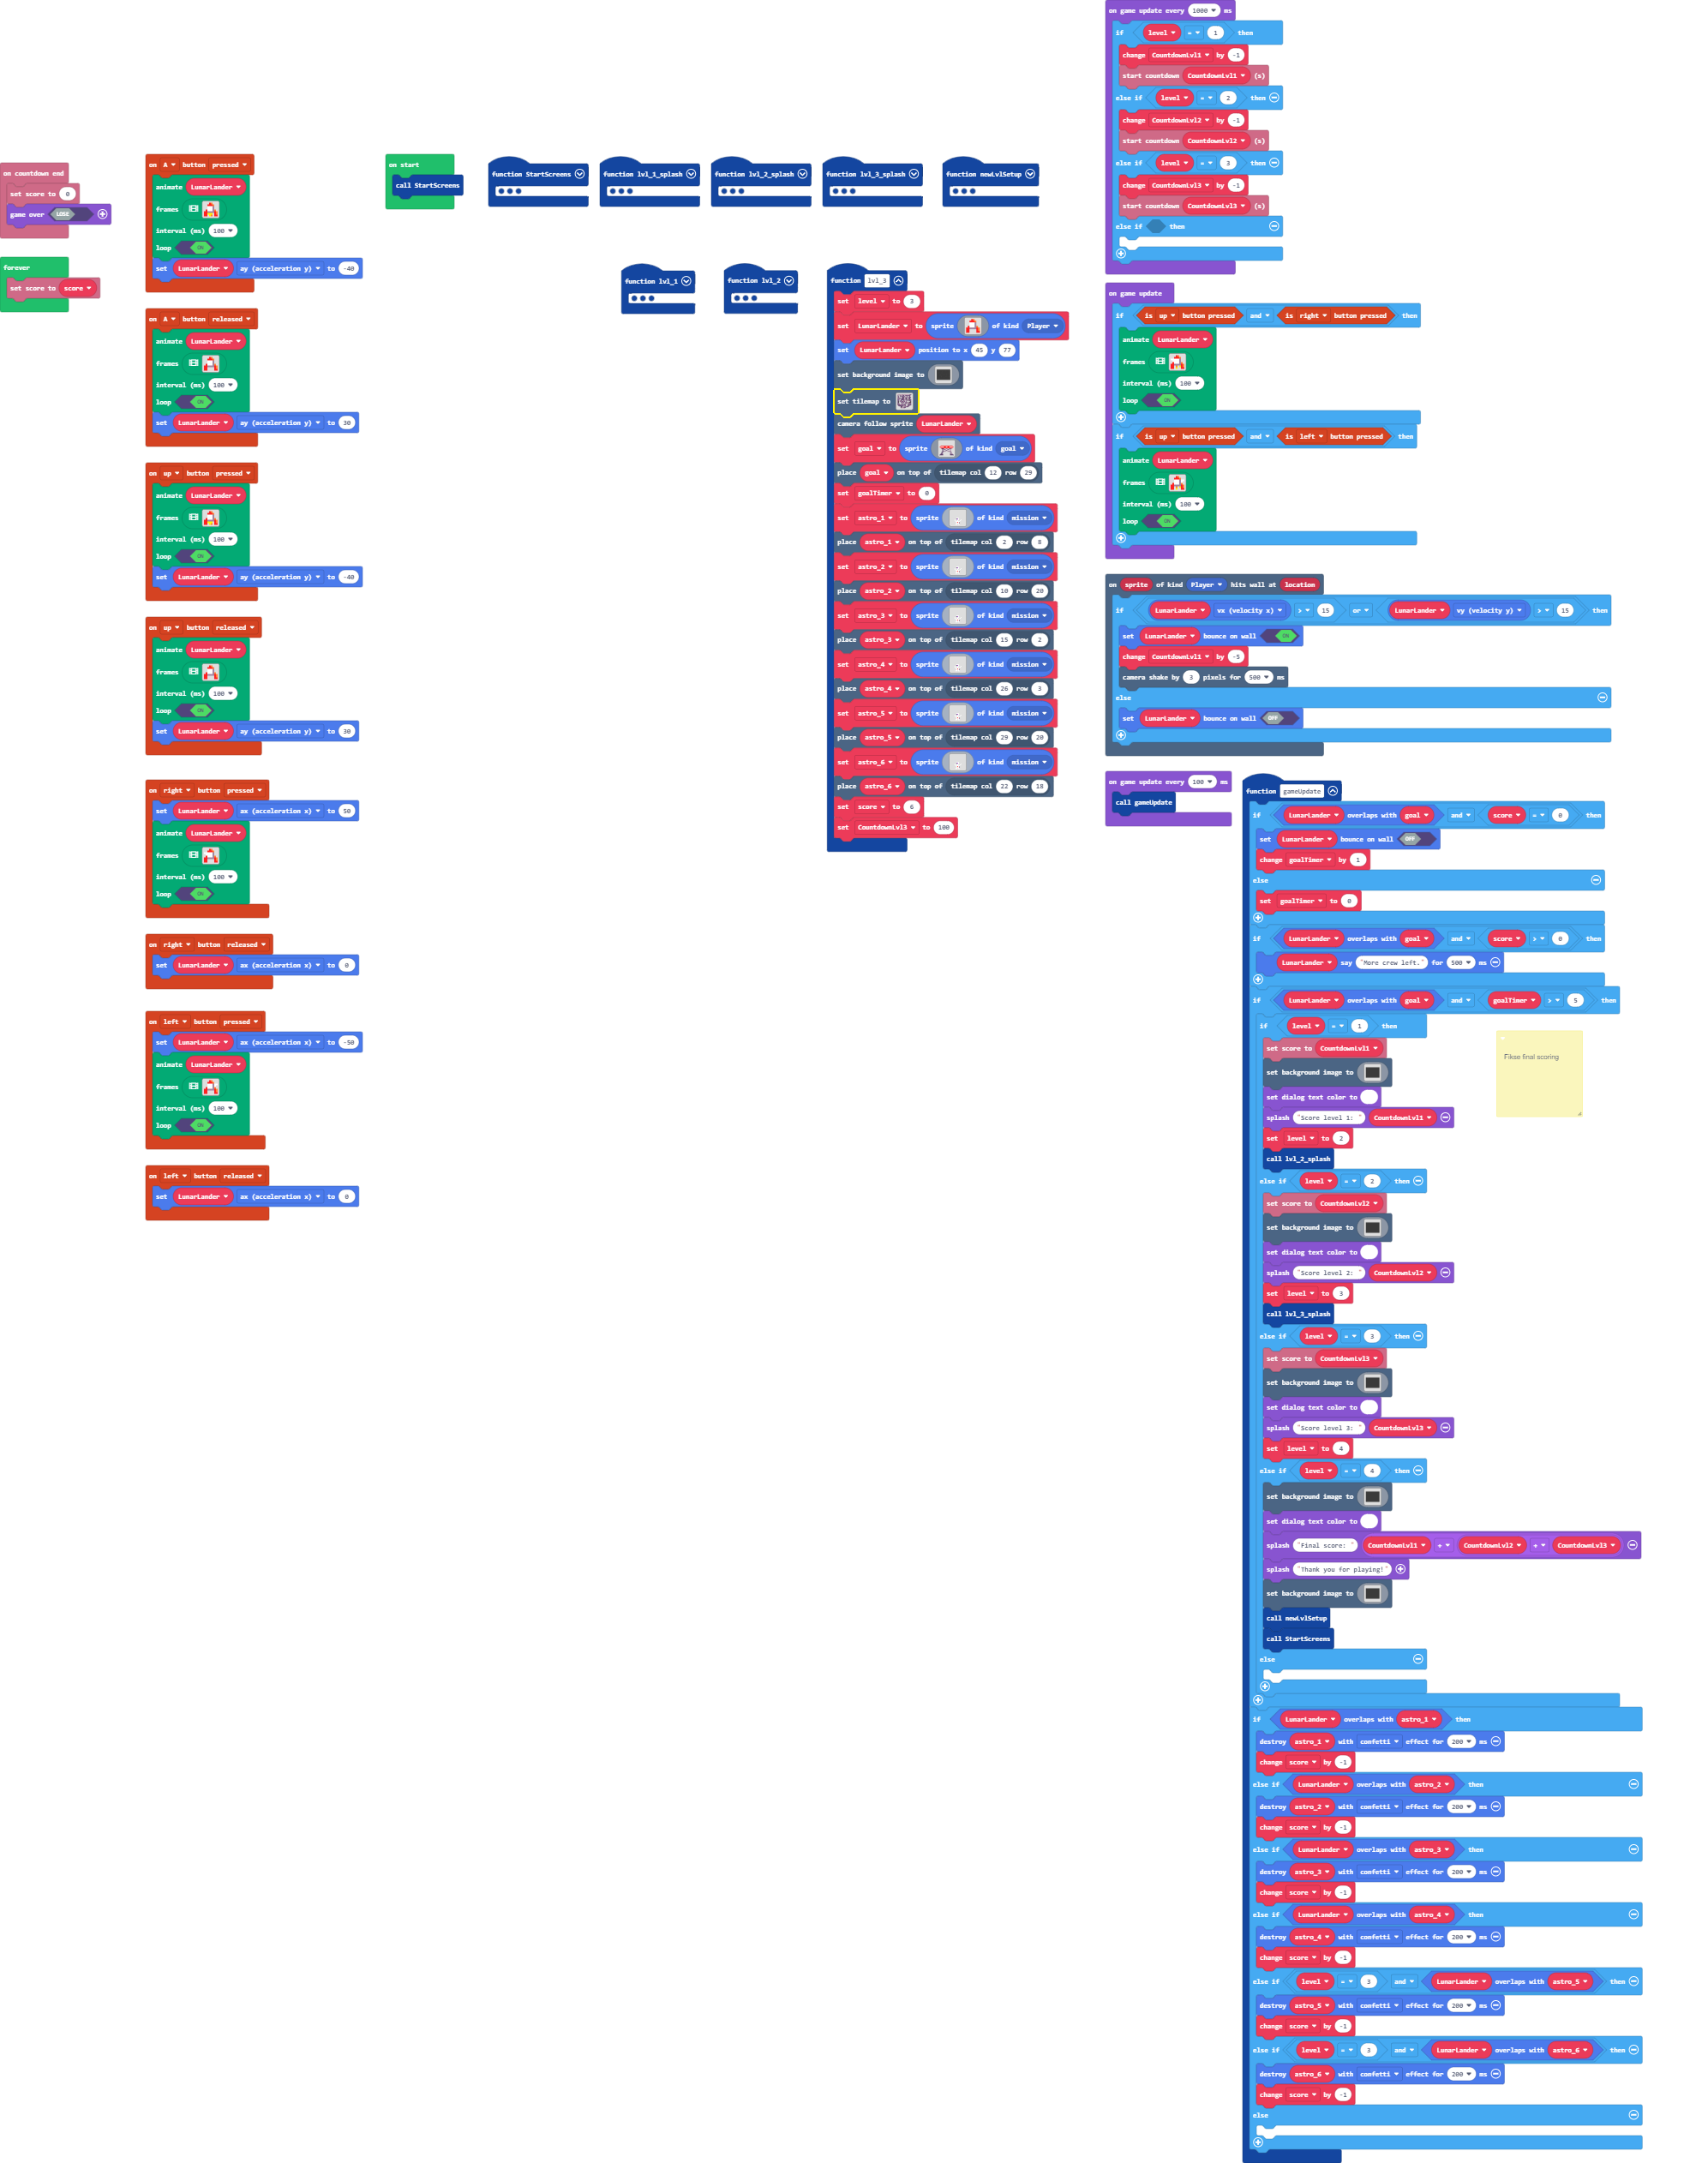 on countdown end
set score to 0
game over LOSE
forever
set score to score
on A button pressed
animate LunarLander
frames
interval (ms) 100
loop ON
set LunarLander ay (acceleration y) to -40
on A button released
animate LunarLander
frames
interval (ms) 100
loop ON
set LunarLander ay (acceleration y) to 30
on up button pressed
animate LunarLander
frames
interval (ms) 100
loop ON
set LunarLander ay (acceleration y) to -40
on up button released
animate LunarLander
frames
interval (ms) 100
loop ON
set LunarLander ay (acceleration y) to 30
on right button pressed
set LunarLander ax (acceleration x) to 50
animate LunarLander
frames
interval (ms) 100
loop ON
on right button released
set LunarLander ax (acceleration x) to 0
on left button pressed
set LunarLander ax (acceleration x) to -50
animate LunarLander
frames
interval (ms) 100
loop ON
on left button released
set LunarLander ax (acceleration x) to 0
on start
call StartScreens
function StartScreens
function lvl_1_splash
function lvl_2_splash
function lvl_3_splash
function newLvlSetup
function lvl_1
function lvl_2
function lvl_3
set level to 3
set LunarLander to sprite of kind Player
set LunarLander position to x 45 y 77
set background image to
set tilemap to
camera follow sprite LunarLander
set goal to sprite of kind goal
place goal on top of tilemap col 12 row 29
set goalTimer to 0
set astro_1 to sprite of kind mission
place astro_1 on top of tilemap col 2 row 8
set astro_2 to sprite of kind mission
place astro_2 on top of tilemap col 10 row 20
set astro_3 to sprite of kind mission
place astro_3 on top of tilemap col 15 row 2
set astro_4 to sprite of kind mission
place astro_4 on top of tilemap col 26 row 3
set astro_5 to sprite of kind mission
place astro_5 on top of tilemap col 29 row 20
set astro_6 to sprite of kind mission
place astro_6 on top of tilemap col 22 row 18
set score to 6
set CountdownLvl3 to 100
on game update every 1000 ms
if level = 1 then
change CountdownLvl1 by -1
start countdown CountdownLvl1 (s)
else if level = 2 then
change CountdownLvl2 by -1
start countdown CountdownLvl2 (s)
else if level = 3 then
change CountdownLvl3 by -1
start countdown CountdownLvl3 (s)
else if then
on game update
if is up button pressed and is right button pressed then
animate LunarLander
frames
interval (ms) 100
loop ON
if is up button pressed and is left button pressed then
animate LunarLander
frames
interval (ms) 100
loop ON
on sprite of kind Player hits wall at location
if LunarLander vx (velocity x) > 15 or LunarLander vy (velocity y) > 15 then
set LunarLander bounce on wall ON
change CountdownLvl1 by -5
camera shake by 3 pixels for 500 ms
else
set LunarLander bounce on wall OFF
on game update every 100 ms
call gameUpdate
function gameUpdate
if LunarLander overlaps with goal and score = 0 then
set LunarLander bounce on wall OFF
change goalTimer by 1
else
set goalTimer to 0
if LunarLander overlaps with goal and score > 0 then
LunarLander say "More crew left." for 500 ms
if LunarLander overlaps with goal and goalTimer > 5 then
if level = 1 then
set score to CountdownLvl1
set background image to
set dialog text color to
splash "Score level 1: " CountdownLvl1
set level to 2
call lvl_2_splash
else if level = 2 then
set score to CountdownLvl2
set background image to
set dialog text color to
splash "Score level 2: " CountdownLvl2
set level to 3
call lvl_3_splash
else if level = 3 then
set score to CountdownLvl3
set background image to
set dialog text color to
splash "Score level 3: " CountdownLvl3
set level to 4
else if level = 4 then
set background image to
set dialog text color to
splash "Final score: " CountdownLvl1 + CountdownLvl2 + CountdownLvl3
splash "Thank you for playing!"
set background image to
call newLvlSetup
call StartScreens
else
Fikse final scoring
if LunarLander overlaps with astro_1 then
destroy astro_1 with confetti effect for 200 ms
change score by -1
else if LunarLander overlaps with astro_2 then
destroy astro_2 with confetti effect for 200 ms
change score by -1
else if LunarLander overlaps with astro_3 then
destroy astro_3 with confetti effect for 200 ms
change score by -1
else if LunarLander overlaps with astro_4 then
destroy astro_4 with confetti effect for 200 ms
change score by -1
else if level = 3 and LunarLander overlaps with astro_5 then
destroy astro_5 with confetti effect for 200 ms
change score by -1
else if level = 3 and LunarLander overlaps with astro_6 then
destroy astro_6 with confetti effect for 200 ms
change score by -1
else